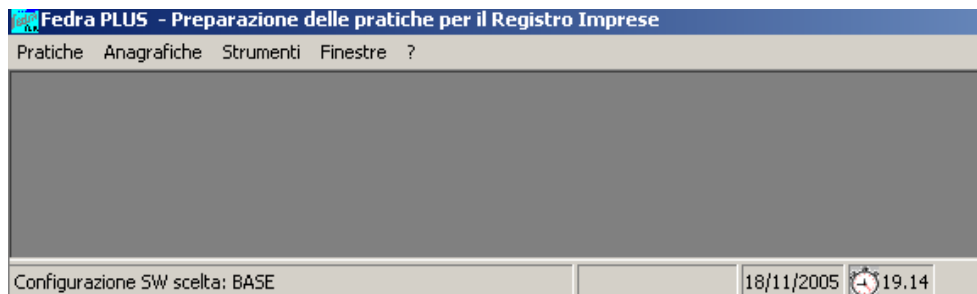 Fedra PLUS - Preparazione delle pratiche per il Registro Imprese
Pratiche Anagrafiche Strumenti Finestre ?
Configurazione SW scelta: BASE 18/11/2005 19.14